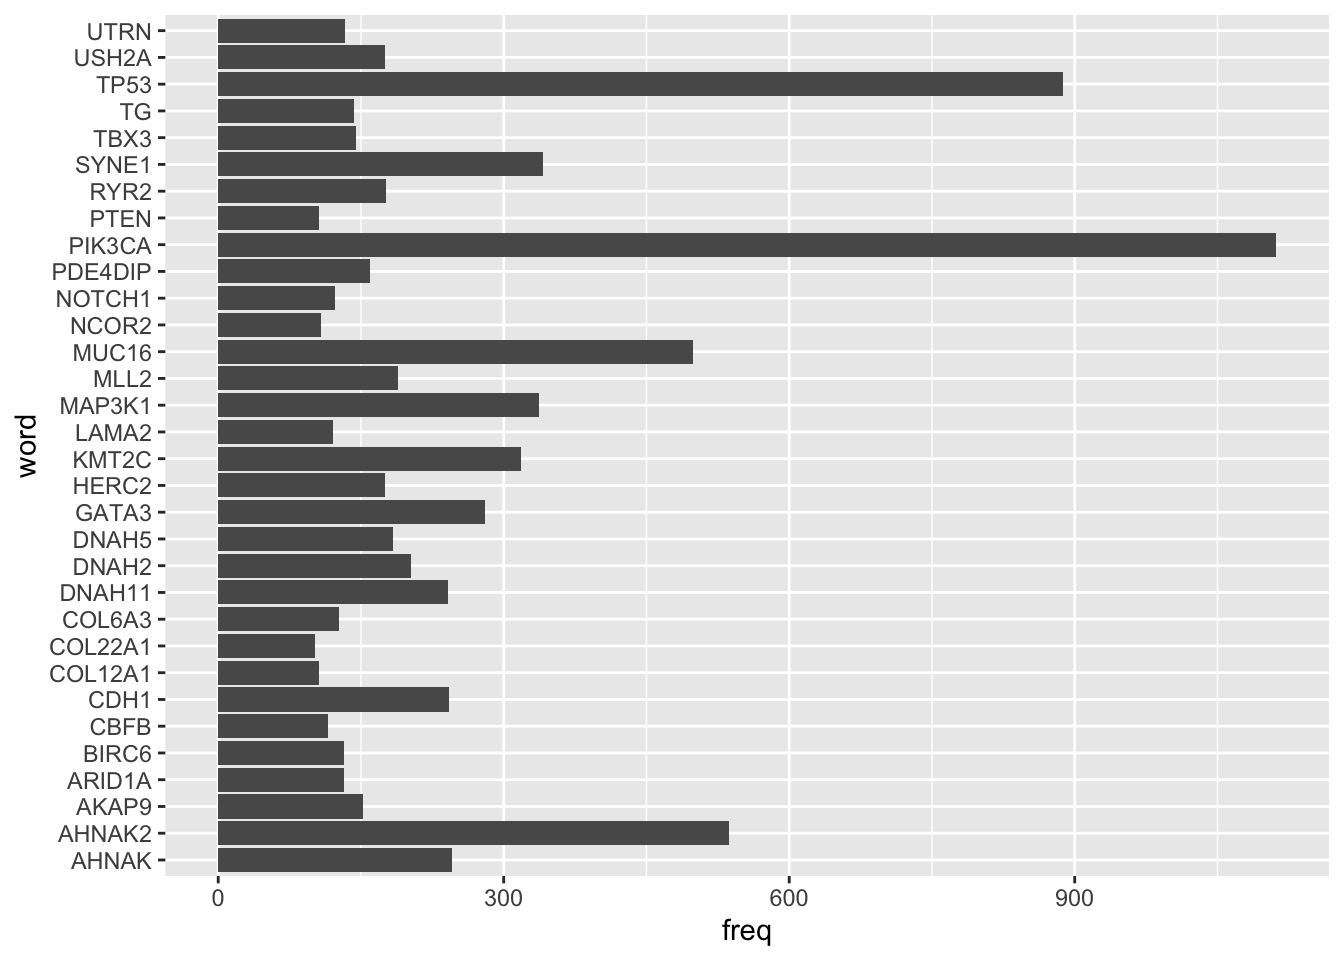 UTRN
USH2A
TP53
TG
TBX3
SYNE1
RYR2
PTEN
PIK3CA
PDE4DIP
NOTCH1
NCOR2
MUC16
MLL2
MAP3K1
LAMA2
KMT2C
HERC2
GATA3
DNAH5
DNAH2
DNAH11
COL6A3
COL22A1
COL12A1
CDH1
CBFB
BIRC6
ARID1A
AKAP9
AHNAK2
AHNAK
word
0 300 600 900
freq